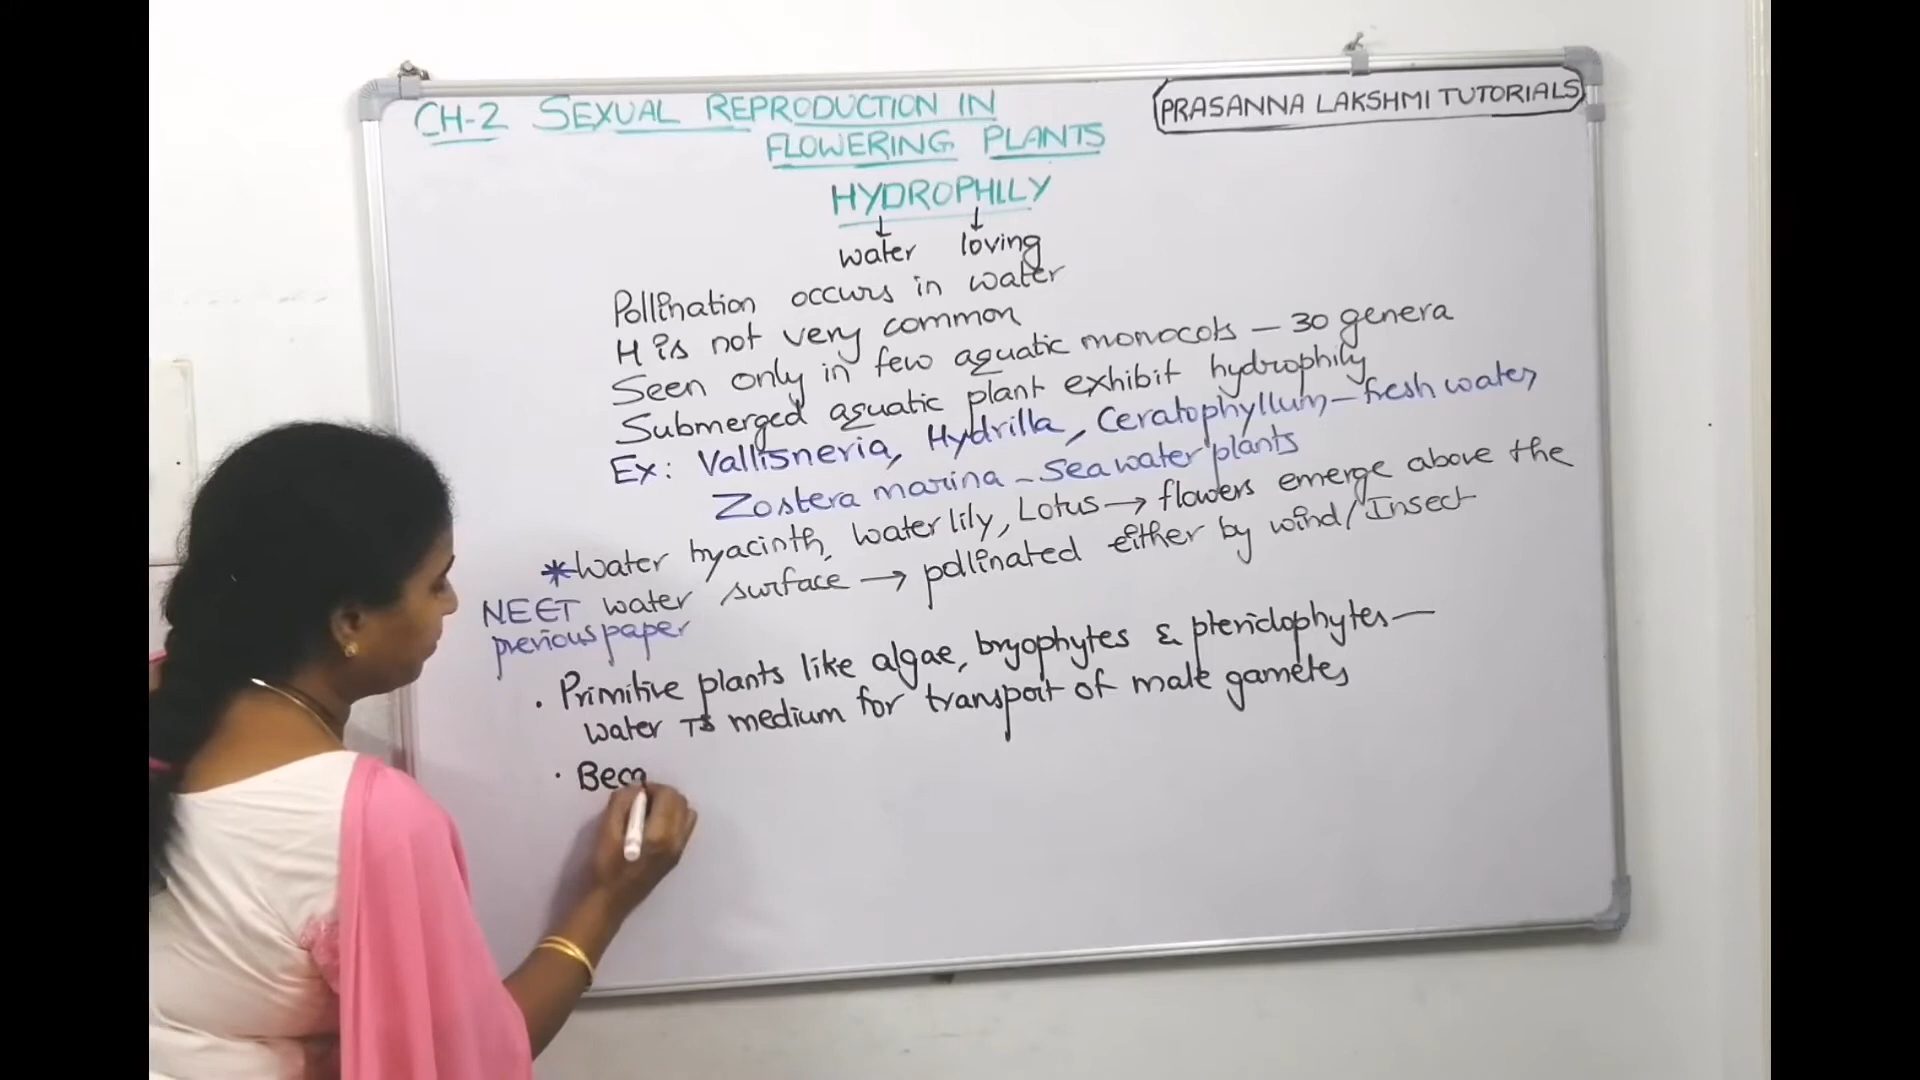 CH-2 SEXUAL REPRODUCTION IN
FLOWERING PLANTS
PRASANNA LAKSHMI TUTORIALS
HYDROPHILY
water loving
Pollination occurs in water
H is not very common
Seen only in few aquatic monocots – 30 genera
Submerged aquatic plant exhibit hydrophily
Ex: Vallisneria, Hydrilla, Ceratophyllum – fresh water,
Zostera marina – sea water plants
*Water hyacinth, water lily, Lotus → flowers emerge above the
water surface → pollinated either by wind/Insect
NEET
previous paper
. Primitive plants like algae, bryophytes & pteridophytes —
water is medium for transport of male gametes
. Beca